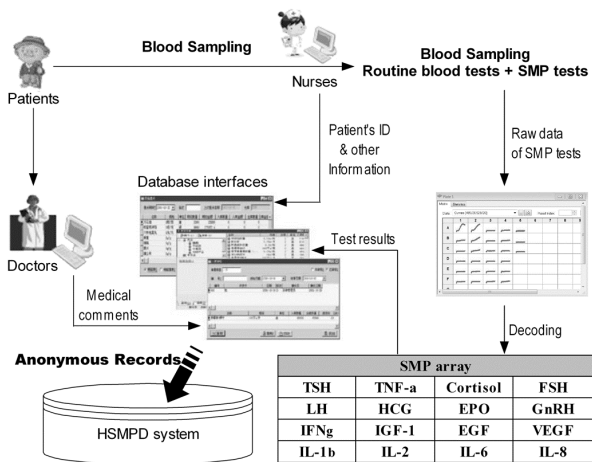 Blood Sampling
Patients
Nurses
Blood Sampling
Routine blood tests + SMP tests
Patient's ID
& other
Information
Raw data
of SMP tests
Database interfaces
Test results
Doctors
Medical
comments
Decoding
Anonymous Records
HSMPD system
SMP array
TSH TNF-a Cortisol FSH
LH HCG EPO GnRH
IFNg IGF-1 EGF VEGF
IL-1b IL-2 IL-6 IL-8